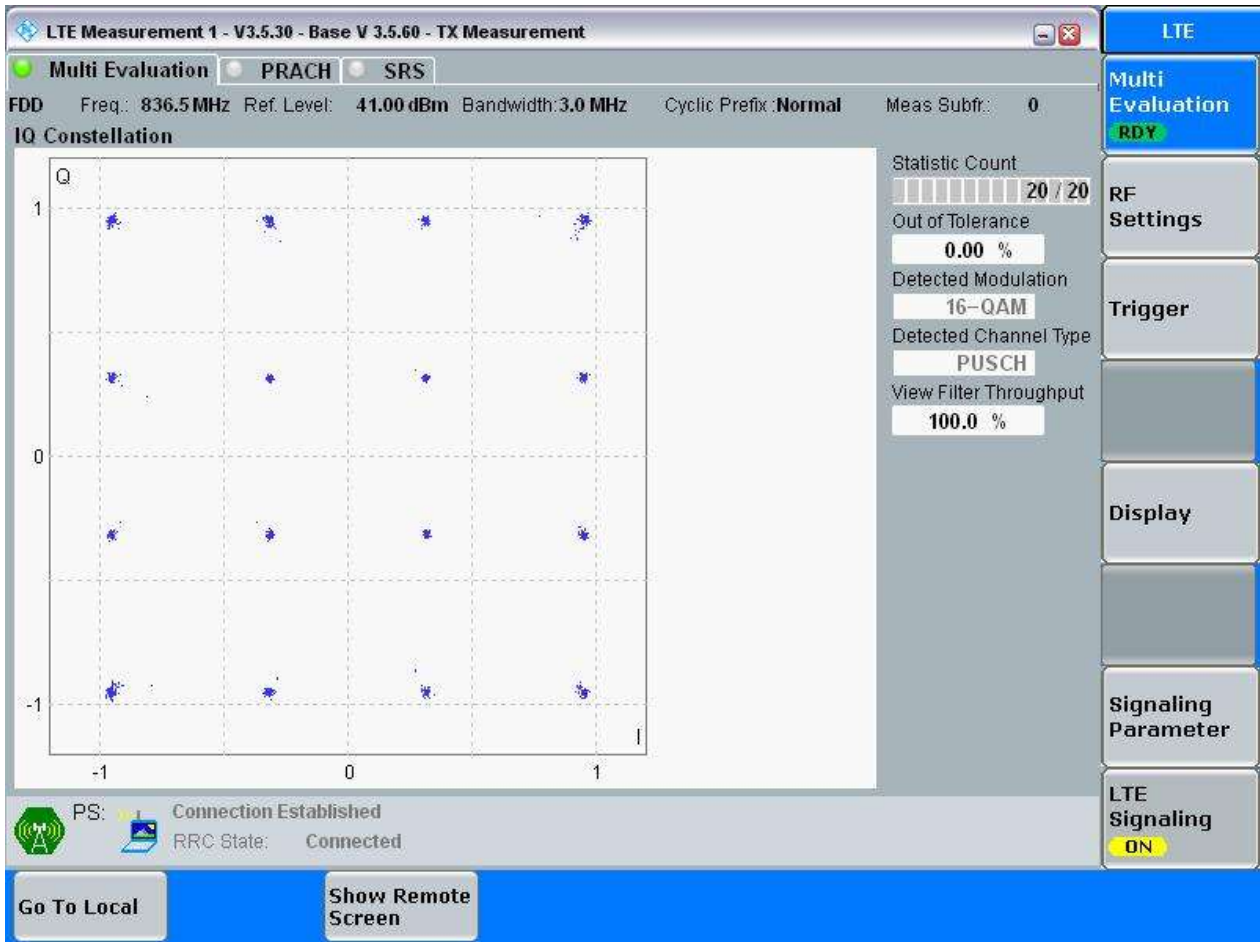 LTE Measurement 1 - V3.5.30 - Base V 3.5.60 - TX Measurement
LTE
Multi Evaluation PRACH SRS
FDD Freq.: 836.5 MHz Ref. Level: 41.00 dBm Bandwidth: 3.0 MHz Cyclic Prefix : Normal Meas Subfr.: 0
IQ Constellation
Q
1
0
-1
I
-1 0 1
Statistic Count
20 / 20
Out of Tolerance
0.00 %
Detected Modulation
16-QAM
Detected Channel Type
PUSCH
View Filter Throughput
100.0 %
Multi
Evaluation
RDY
RF
Settings
Trigger
Display
Signaling
Parameter
LTE
Signaling
ON
PS: Connection Established
RRC State: Connected
Go To Local
Show Remote
Screen